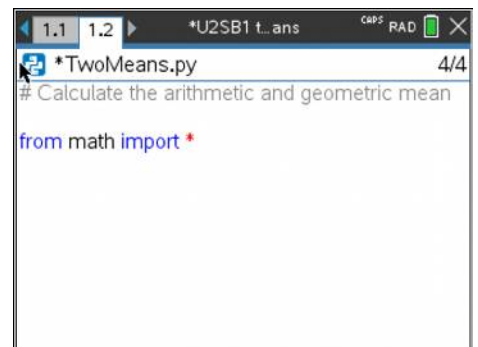 1.1 1.2 *U2SB1 t...ans CAPS RAD
*TwoMeans.py 4/4
# Calculate the arithmetic and geometric mean
from math import *